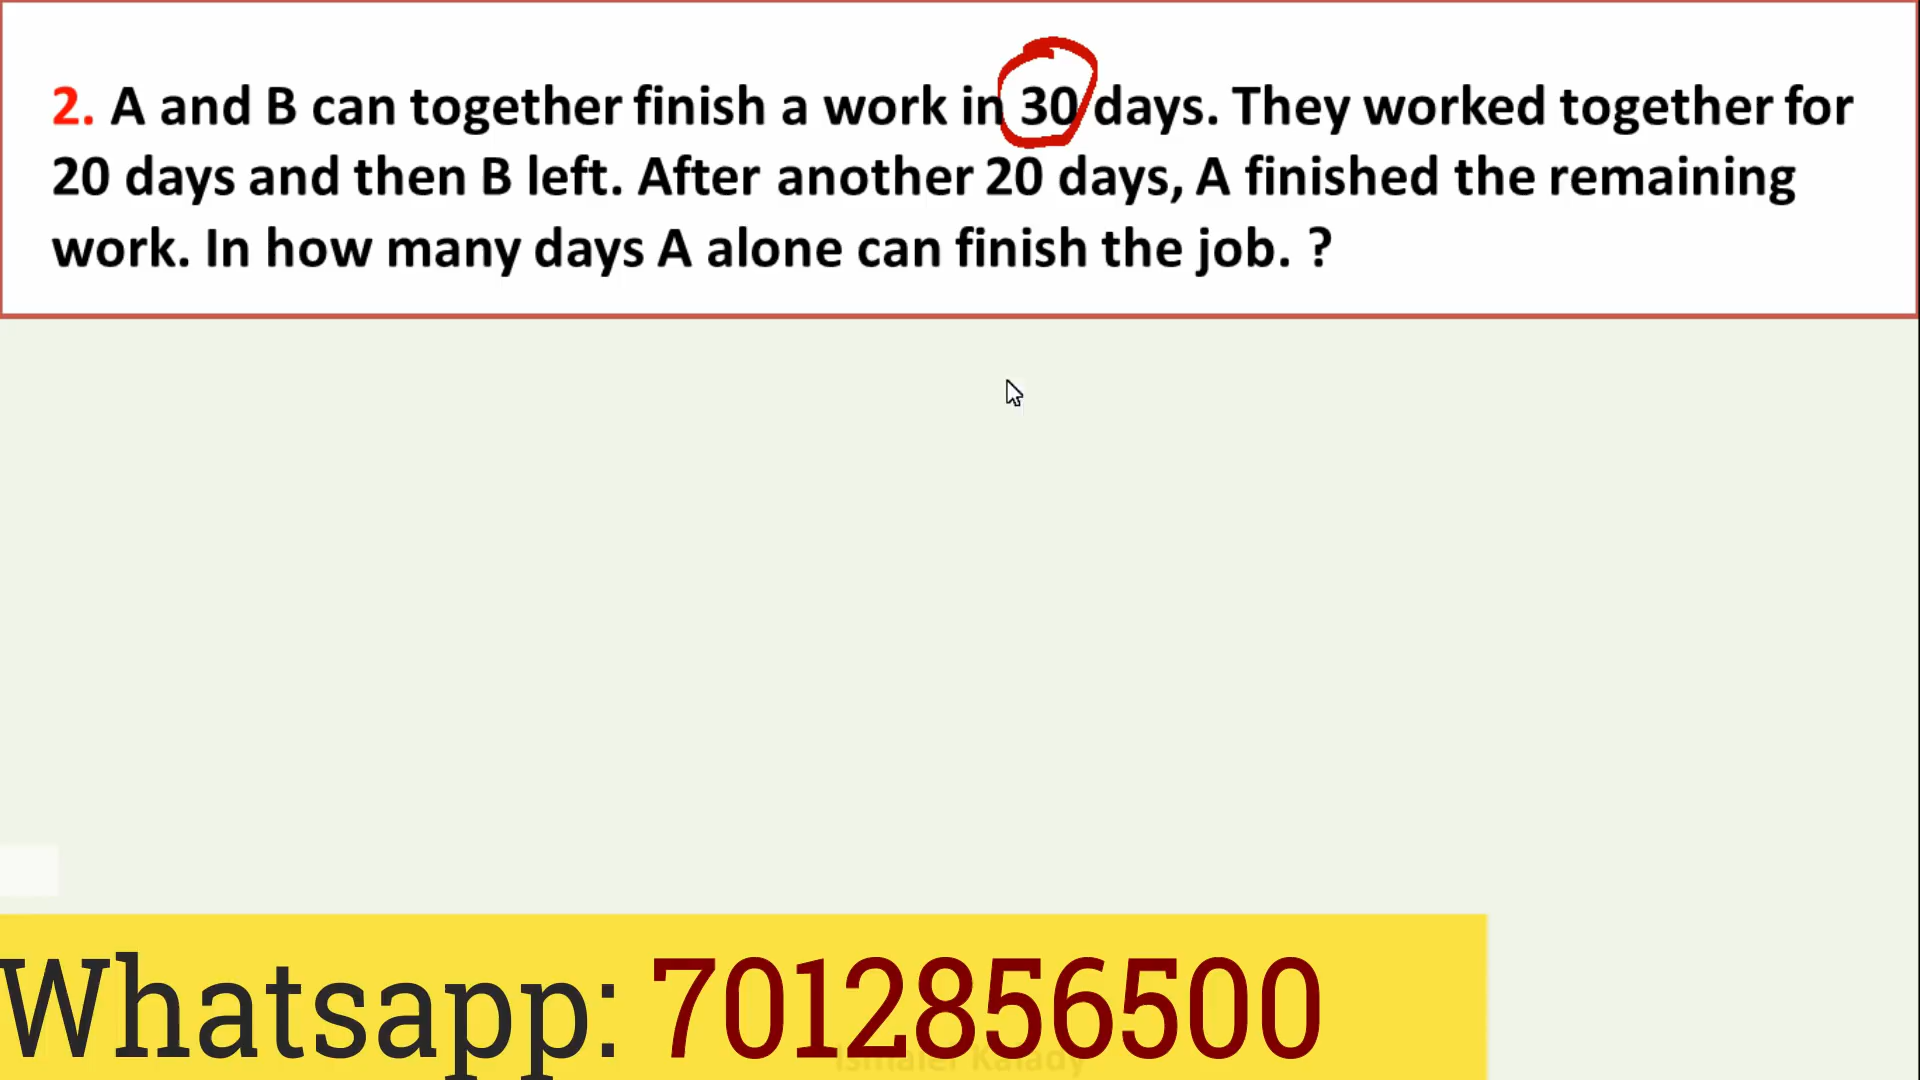 2. A and B can together finish a work in 30 days. They worked together for
20 days and then B left. After another 20 days, A finished the remaining
work. In how many days A alone can finish the job. ?
Whatsapp: 7012856500